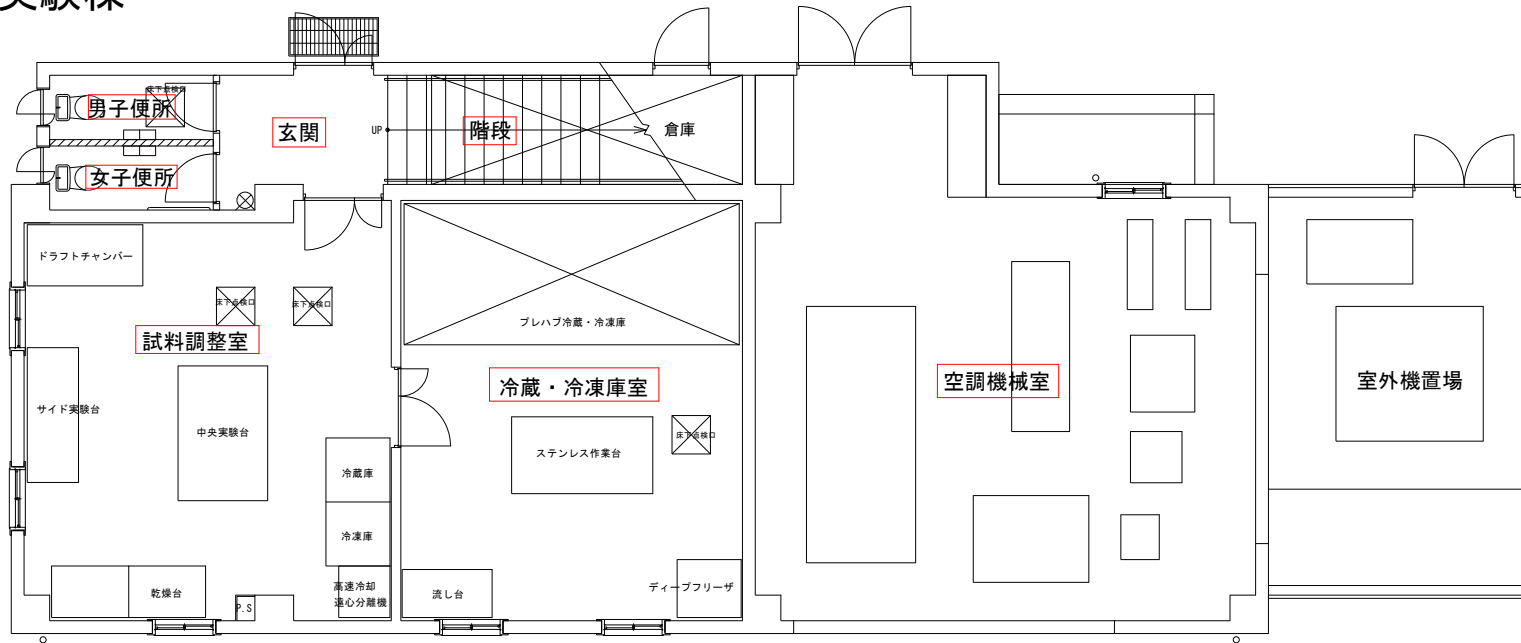 実験棟
床下点検口
男子便所
玄関
UP
階段
倉庫
女子便所
ドラフトチャンバー
床下点検口
床下点検口
プレハブ冷蔵・冷凍庫
試料調整室
冷蔵・冷凍庫室
空調機械室
室外機置場
サイド実験台
中央実験台
床下点検口
ステンレス作業台
冷蔵庫
冷凍庫
高速冷却
遠心分離機
ディープフリーザ
乾燥台
流し台
P.S